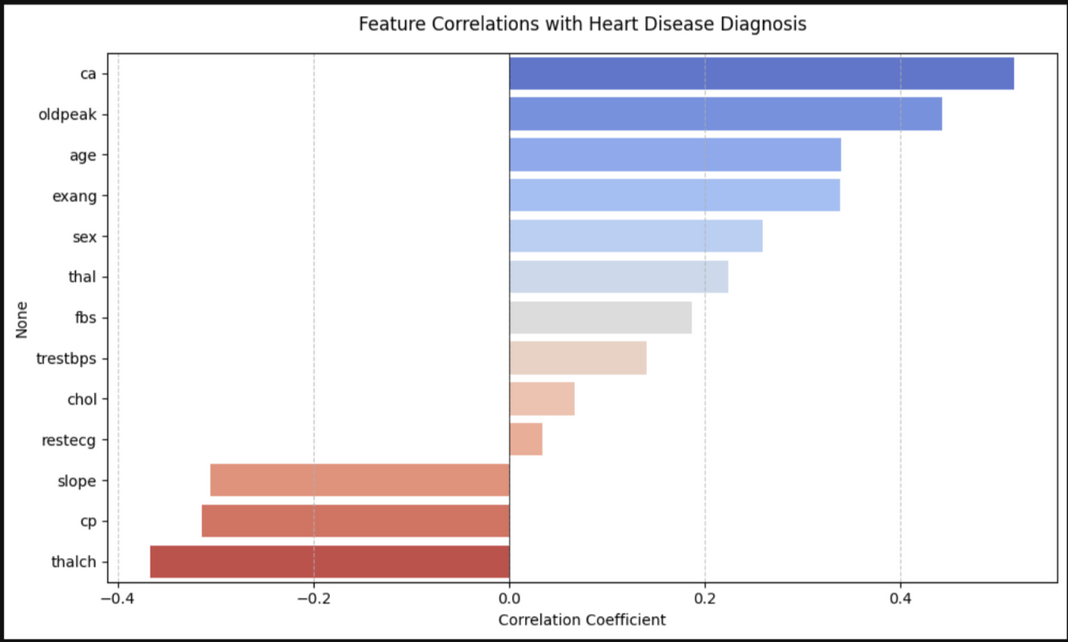 Feature Correlations with Heart Disease Diagnosis
None
ca
oldpeak
age
exang
sex
thal
fbs
trestbps
chol
restecg
slope
cp
thalch
−0.4 −0.2 0.0 0.2 0.4
Correlation Coefficient